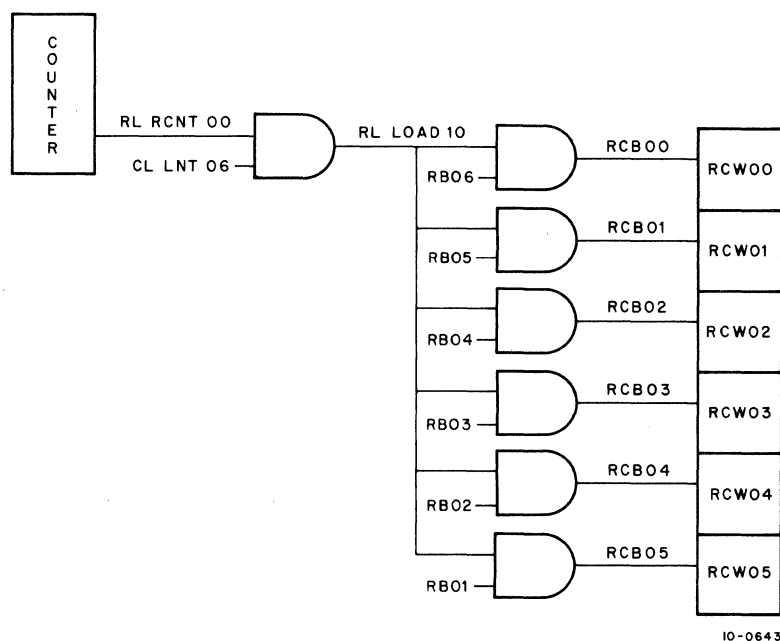 COUNTER
RL RCNT 00
CL LNT 06
RL LOAD 10
RB06
RCB00
RCW00
RB05
RCB01
RCW01
RB04
RCB02
RCW02
RB03
RCB03
RCW03
RB02
RCB04
RCW04
RB01
RCB05
RCW05
10-0643